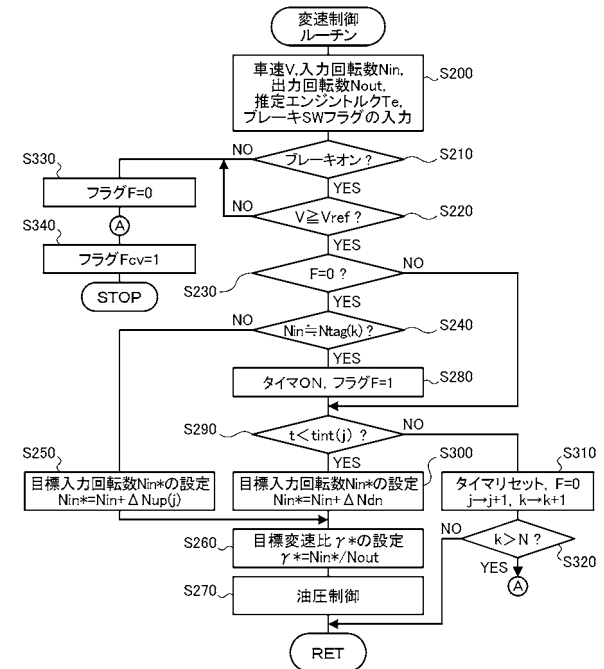 変速制御
ルーチン
車速V,入力回転数Nin,
出力回転数Nout,
推定エンジントルクTe,
ブレーキSWフラグの入力
S200
ブレーキオン?
S210
NO
YES
S330
フラグF=0
A
S340
フラグFcv=1
STOP
V≧Vref?
S220
NO
YES
F=0?
S230
NO
YES
Nin≒Ntag(k)?
S240
NO
YES
タイマON, フラグF=1
S280
t<tint(j) ?
S290
NO
YES
S250
目標入力回転数Nin*の設定
Nin*=Nin+ΔNup(j)
S300
目標入力回転数Nin*の設定
Nin*=Nin+ΔNdn
S310
タイマリセット, F=0
j→j+1, k→k+1
S260
目標変速比γ*の設定
γ*=Nin*/Nout
NO
k>N?
S320
YES
A
S270
油圧制御
RET